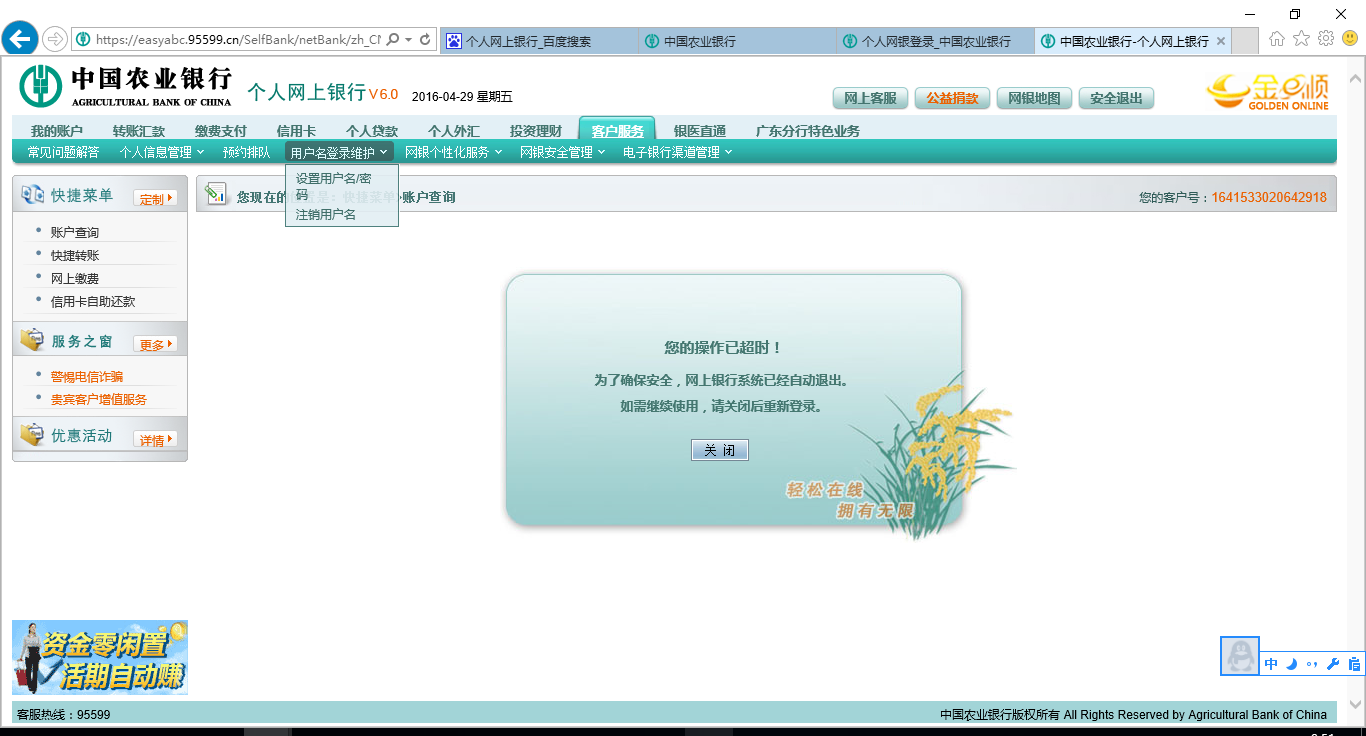 https://easyabc.95599.cn/SelfBank/netBank/zh_CN
个人网上银行_百度搜索
中国农业银行
个人网银登录_中国农业银行
中国农业银行-个人网上银行
中国农业银行
AGRICULTURAL BANK OF CHINA
个人网上银行 V6.0
2016-04-29 星期五
网上客服
公益捐款
网银地图
安全退出
金e顺
GOLDEN ONLINE
我的账户 转账汇款 缴费支付 信用卡 个人贷款 个人外汇 投资理财 客户服务 银医直通 广东分行特色业务
常见问题解答 个人信息管理 预约排队 用户名登录维护 网银个性化服务 网银安全管理 电子银行渠道管理
设置用户名/密
码
注销用户名
快捷菜单 定制
账户查询
快捷转账
网上缴费
信用卡自助还款
服务之窗 更多
警惕电信诈骗
贵宾客户增值服务
优惠活动 详情
您现在的位置是：快捷菜单>账户查询
您的客户号：1641533020642918
您的操作已超时！
为了确保安全，网上银行系统已经自动退出。
如需继续使用，请关闭后重新登录。
关 闭
轻松在线
拥有无限
资金零闲置
活期自动赚
中
客服热线：95599
中国农业银行版权所有 All Rights Reserved by Agricultural Bank of China